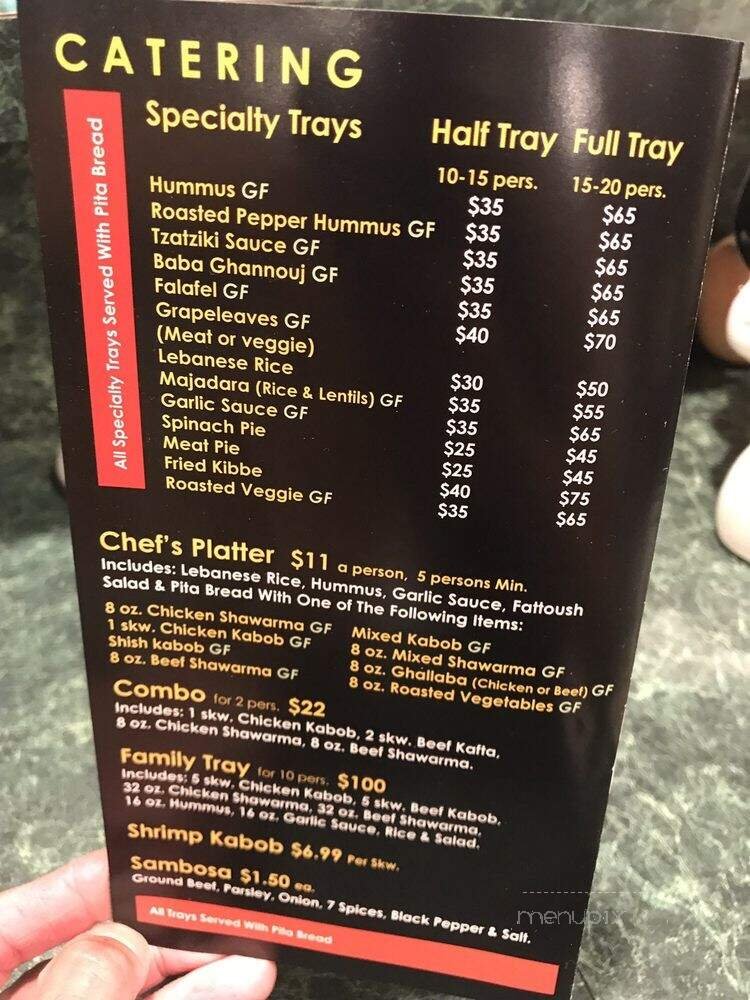 CATERING
All Specialty Trays Served With Pita Bread
Specialty Trays Half Tray Full Tray
10-15 pers. 15-20 pers.
Hummus GF $35 $65
Roasted Pepper Hummus GF $35 $65
Tzatziki Sauce GF $35 $65
Baba Ghannouj GF $35 $65
Falafel GF $35 $65
Grapeleaves GF $40 $70
(Meat or veggie)
Lebanese Rice $30 $50
Majadara (Rice & Lentils) GF $35 $55
Garlic Sauce GF $35 $65
Spinach Pie $25 $45
Meat Pie $25 $45
Fried Kibbe $40 $75
Roasted Veggie GF $35 $65
Chef's Platter $11 a person, 5 persons Min.
Includes: Lebanese Rice, Hummus, Garlic Sauce, Fattoush
Salad & Pita Bread With One of The Following Items:
8 oz. Chicken Shawarma GF
1 skw. Chicken Kabob GF
Shish kabob GF
8 oz. Beef Shawarma GF
Mixed Kabob GF
8 oz. Mixed Shawarma GF
8 oz. Ghallaba (Chicken or Beef) GF
8 oz. Roasted Vegetables GF
Combo for 2 pers. $22
Includes: 1 skw. Chicken Kabob, 2 skw. Beef Kafta,
8 oz. Chicken Shawarma, 8 oz. Beef Shawarma.
Family Tray for 10 pers. $100
Includes: 5 skw. Chicken Kabob, 5 skw. Beef Kabob,
32 oz. Chicken Shawarma, 32 oz. Beef Shawarma,
16 oz. Hummus, 16 oz. Garlic Sauce, Rice & Salad.
Shrimp Kabob $6.99 Per Skw.
Sambosa $1.50 ea.
Ground Beef, Parsley, Onion, 7 Spices, Black Pepper & Salt.
All Trays Served With Pita Bread
menupix